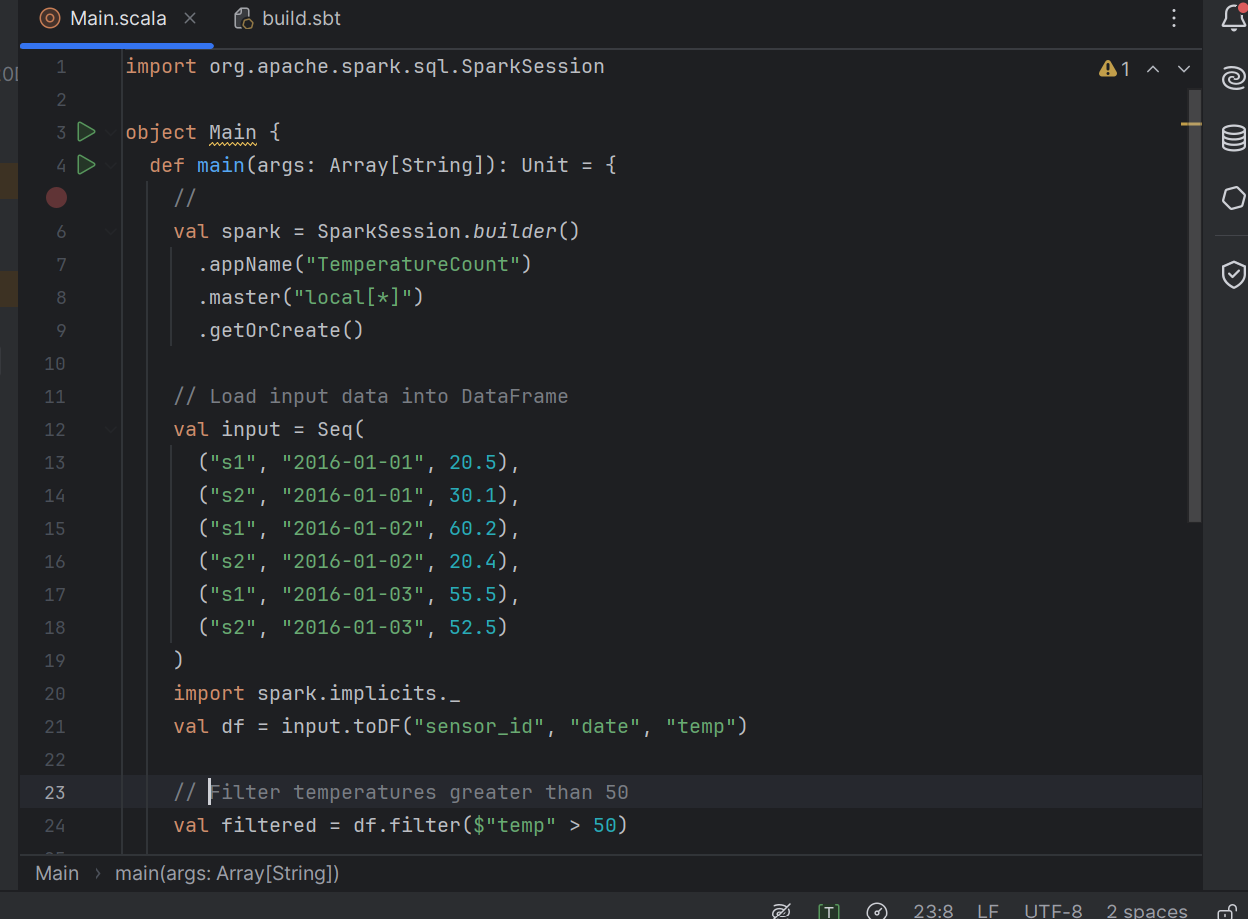 Main.scala × build.sbt
1 import org.apache.spark.sql.SparkSession
1
2
3 object Main {
4   def main(args: Array[String]): Unit = {
    //
6     val spark = SparkSession.builder()
7       .appName("TemperatureCount")
8       .master("local[*]")
9       .getOrCreate()
10
11     // Load input data into DataFrame
12     val input = Seq(
13       ("s1", "2016-01-01", 20.5),
14       ("s2", "2016-01-01", 30.1),
15       ("s1", "2016-01-02", 60.2),
16       ("s2", "2016-01-02", 20.4),
17       ("s1", "2016-01-03", 55.5),
18       ("s2", "2016-01-03", 52.5)
19     )
20     import spark.implicits._
21     val df = input.toDF("sensor_id", "date", "temp")
22
23     // Filter temperatures greater than 50
24     val filtered = df.filter($"temp" > 50)
Main › main(args: Array[String])
[T] 23:8 LF UTF-8 2 spaces